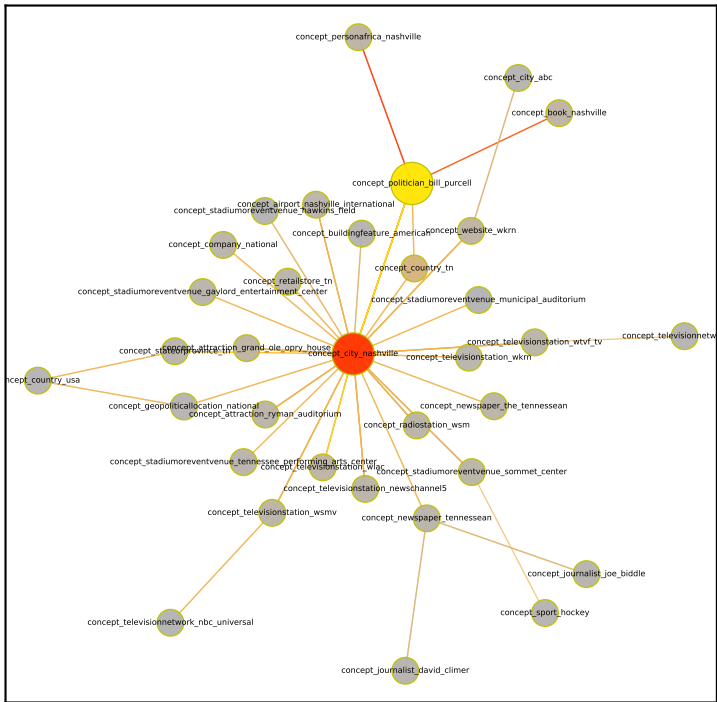 concept_personafrica_nashville
concept_city_abc
concept_book_nashville
concept_politician_bill_purcell
concept_airport_nashville_international
concept_stadiumoreventvenue_hawkins_field
concept_buildingfeature_american
concept_website_wkrn
concept_company_national
concept_country_tn
concept_retailstore_tn
concept_stadiumoreventvenue_gaylord_entertainment_center
concept_stadiumoreventvenue_municipal_auditorium
concept_televisionnetw
concept_televisionstation_wtvf_tv
concept_attraction_grand_ole_opry_house
concept_stateorprovince_tn
concept_city_nashville
concept_televisionstation_wkrn
ncept_country_usa
concept_geopoliticallocation_national
concept_newspaper_the_tennessean
concept_attraction_ryman_auditorium
concept_radiostation_wsm
concept_stadiumoreventvenue_tennessee_performing_arts_center
concept_televisionstation_wlac
concept_stadiumoreventvenue_sommet_center
concept_televisionstation_newschannel5
concept_televisionstation_wsmv
concept_newspaper_tennessean
concept_journalist_joe_biddle
concept_sport_hockey
concept_televisionnetwork_nbc_universal
concept_journalist_david_climer